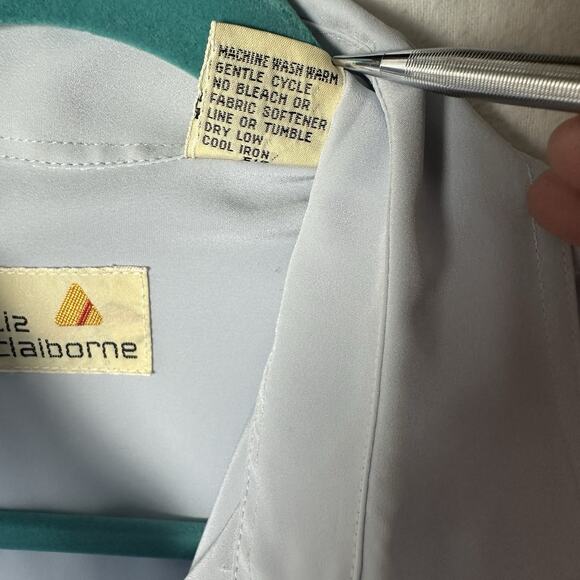 MACHINE WASH WARM
GENTLE CYCLE
NO BLEACH OR
FABRIC SOFTENER
LINE OR TUMBLE
DRY LOW
COOL IRON
liz
claiborne